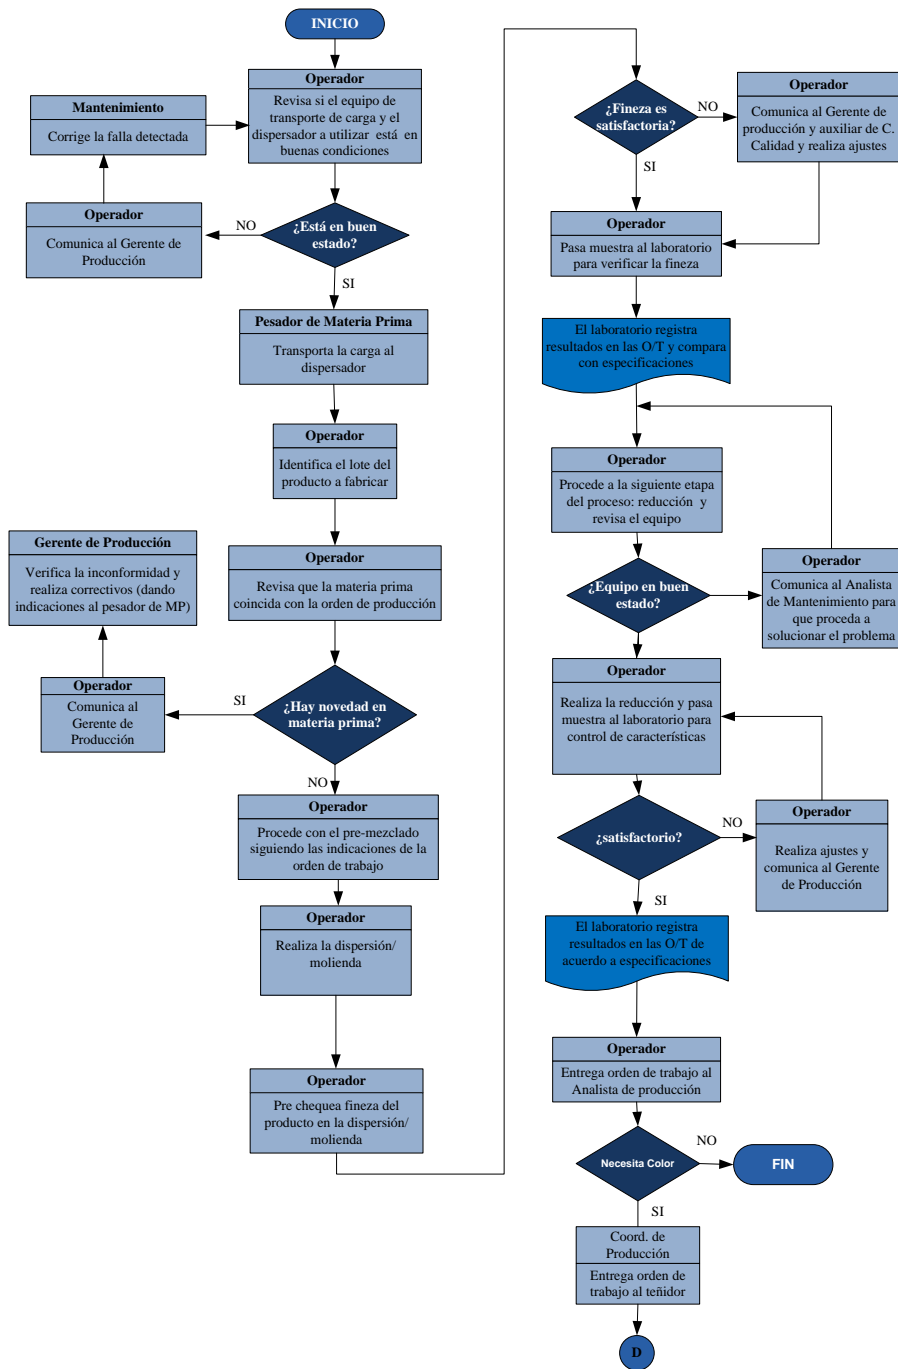 INICIO
Operador
Revisa si el equipo de
transporte de carga y el
dispersador a utilizar está en
buenas condiciones
Mantenimiento
Corrige la falla detectada
Operador
Comunica al Gerente de
Producción
NO
¿Está en buen
estado?
SI
Pesador de Materia Prima
Transporta la carga al
dispersador
Operador
Identifica el lote del
producto a fabricar
Operador
Revisa que la materia prima
coincida con la orden de producción
Gerente de Producción
Verifica la inconformidad y
realiza correctivos (dando
indicaciones al pesador de MP)
Operador
Comunica al
Gerente de
Producción
SI
¿Hay novedad en
materia prima?
NO
Operador
Procede con el pre-mezclado
siguiendo las indicaciones de la
orden de trabajo
Operador
Realiza la dispersión/
molienda
Operador
Pre chequea fineza del
producto en la dispersión/
molienda
¿Fineza es
satisfactoria?
NO
Operador
Comunica al Gerente de
producción y auxiliar de C.
Calidad y realiza ajustes
SI
Operador
Pasa muestra al laboratorio
para verificar la fineza
El laboratorio registra
resultados en las O/T y compara
con especificaciones
Operador
Procede a la siguiente etapa
del proceso: reducción y
revisa el equipo
¿Equipo en buen
estado?
Operador
Comunica al Analista
de Mantenimiento para
que proceda a
solucionar el problema
Operador
Realiza la reducción y pasa
muestra al laboratorio para
control de características
¿satisfactorio?
NO
Operador
Realiza ajustes y
comunica al Gerente
de Producción
SI
El laboratorio registra
resultados en las O/T de
acuerdo a especificaciones
Operador
Entrega orden de trabajo al
Analista de producción
Necesita Color
NO
FIN
SI
Coord. de
Producción
Entrega orden de
trabajo al teñidor
D